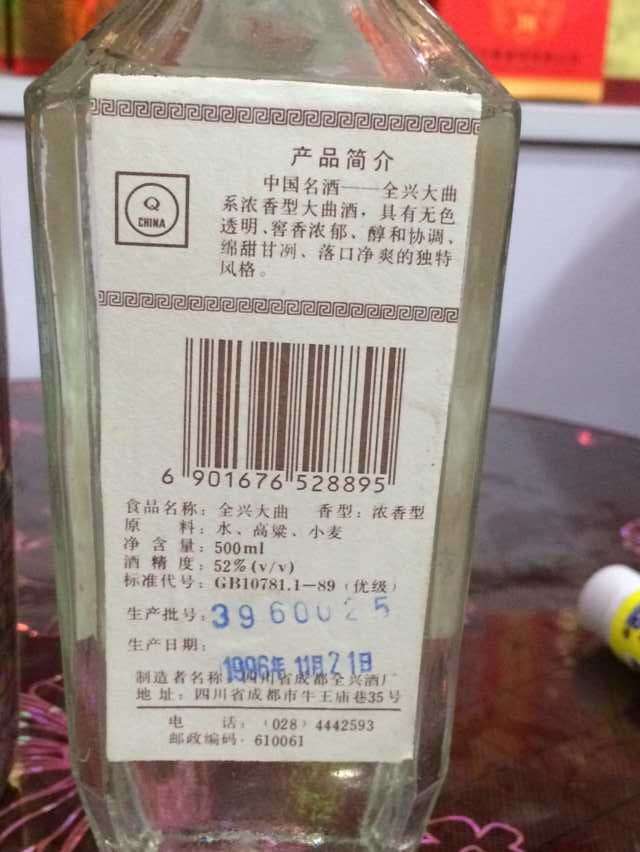 产品简介
Q
CHINA
中国名酒——全兴大曲
系浓香型大曲酒，具有无色
透明、窖香浓郁、醇和协调、
绵甜甘冽、落口净爽的独特
风格。
6 901676 528895
食品名称：全兴大曲 香型：浓香型
原 料：水、高粱、小麦
净含量：500ml
酒精度：52%(v/v)
标准代号：GB10781.1—89（优级）
生产批号：3960025
生产日期：
1996年11月21日
制造者名称 四川省成都全兴酒厂
地址：四川省成都市牛王庙巷35号
电 话：（028）4442593
邮政编码·610061